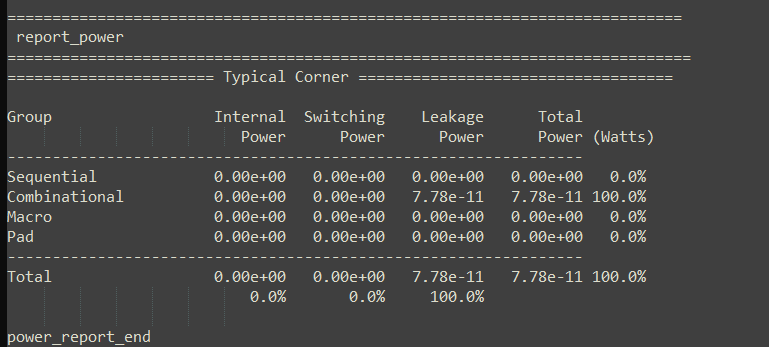 ===========================================================================
report_power
============================================================================
======================= Typical Corner ===================================
Group Internal Switching Leakage Total
Power Power Power Power (Watts)
----------------------------------------------------------------
Sequential 0.00e+00 0.00e+00 0.00e+00 0.00e+00 0.0%
Combinational 0.00e+00 0.00e+00 7.78e-11 7.78e-11 100.0%
Macro 0.00e+00 0.00e+00 0.00e+00 0.00e+00 0.0%
Pad 0.00e+00 0.00e+00 0.00e+00 0.00e+00 0.0%
----------------------------------------------------------------
Total 0.00e+00 0.00e+00 7.78e-11 7.78e-11 100.0%
0.0% 0.0% 100.0%
power_report_end